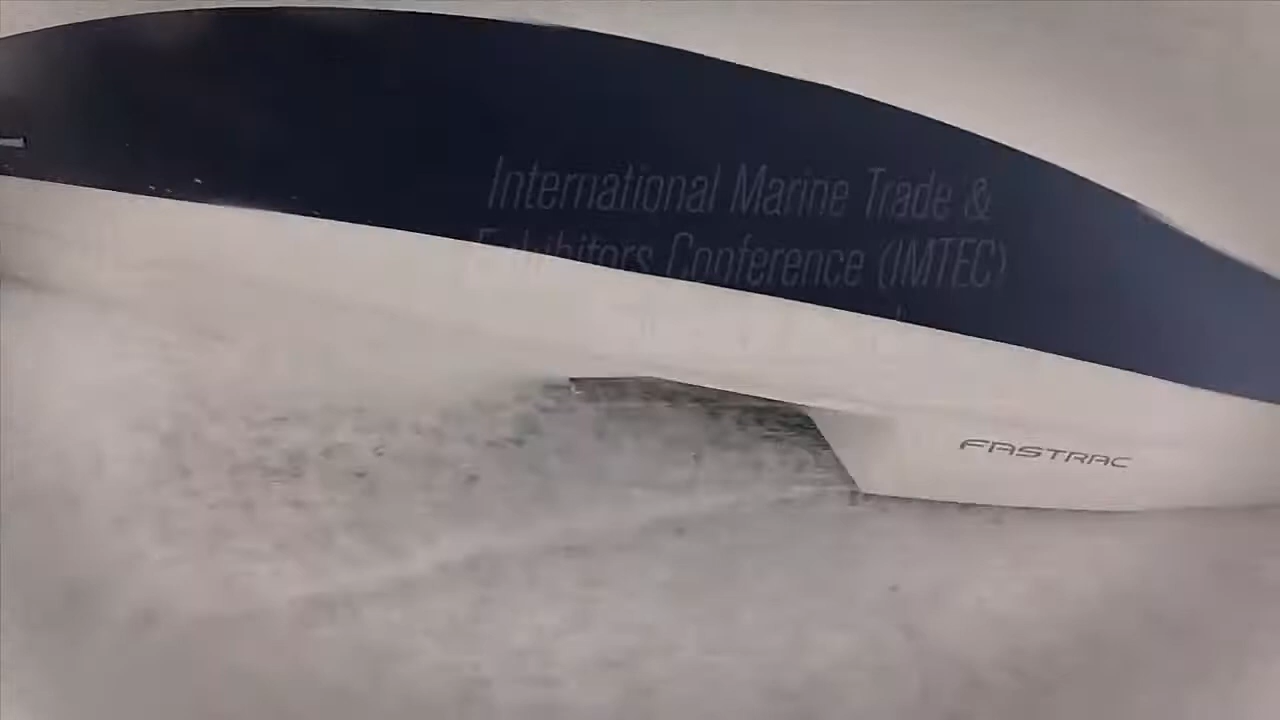 International Marine Trade &
Exhibitors Conference (IMTEC)
FASTRAC